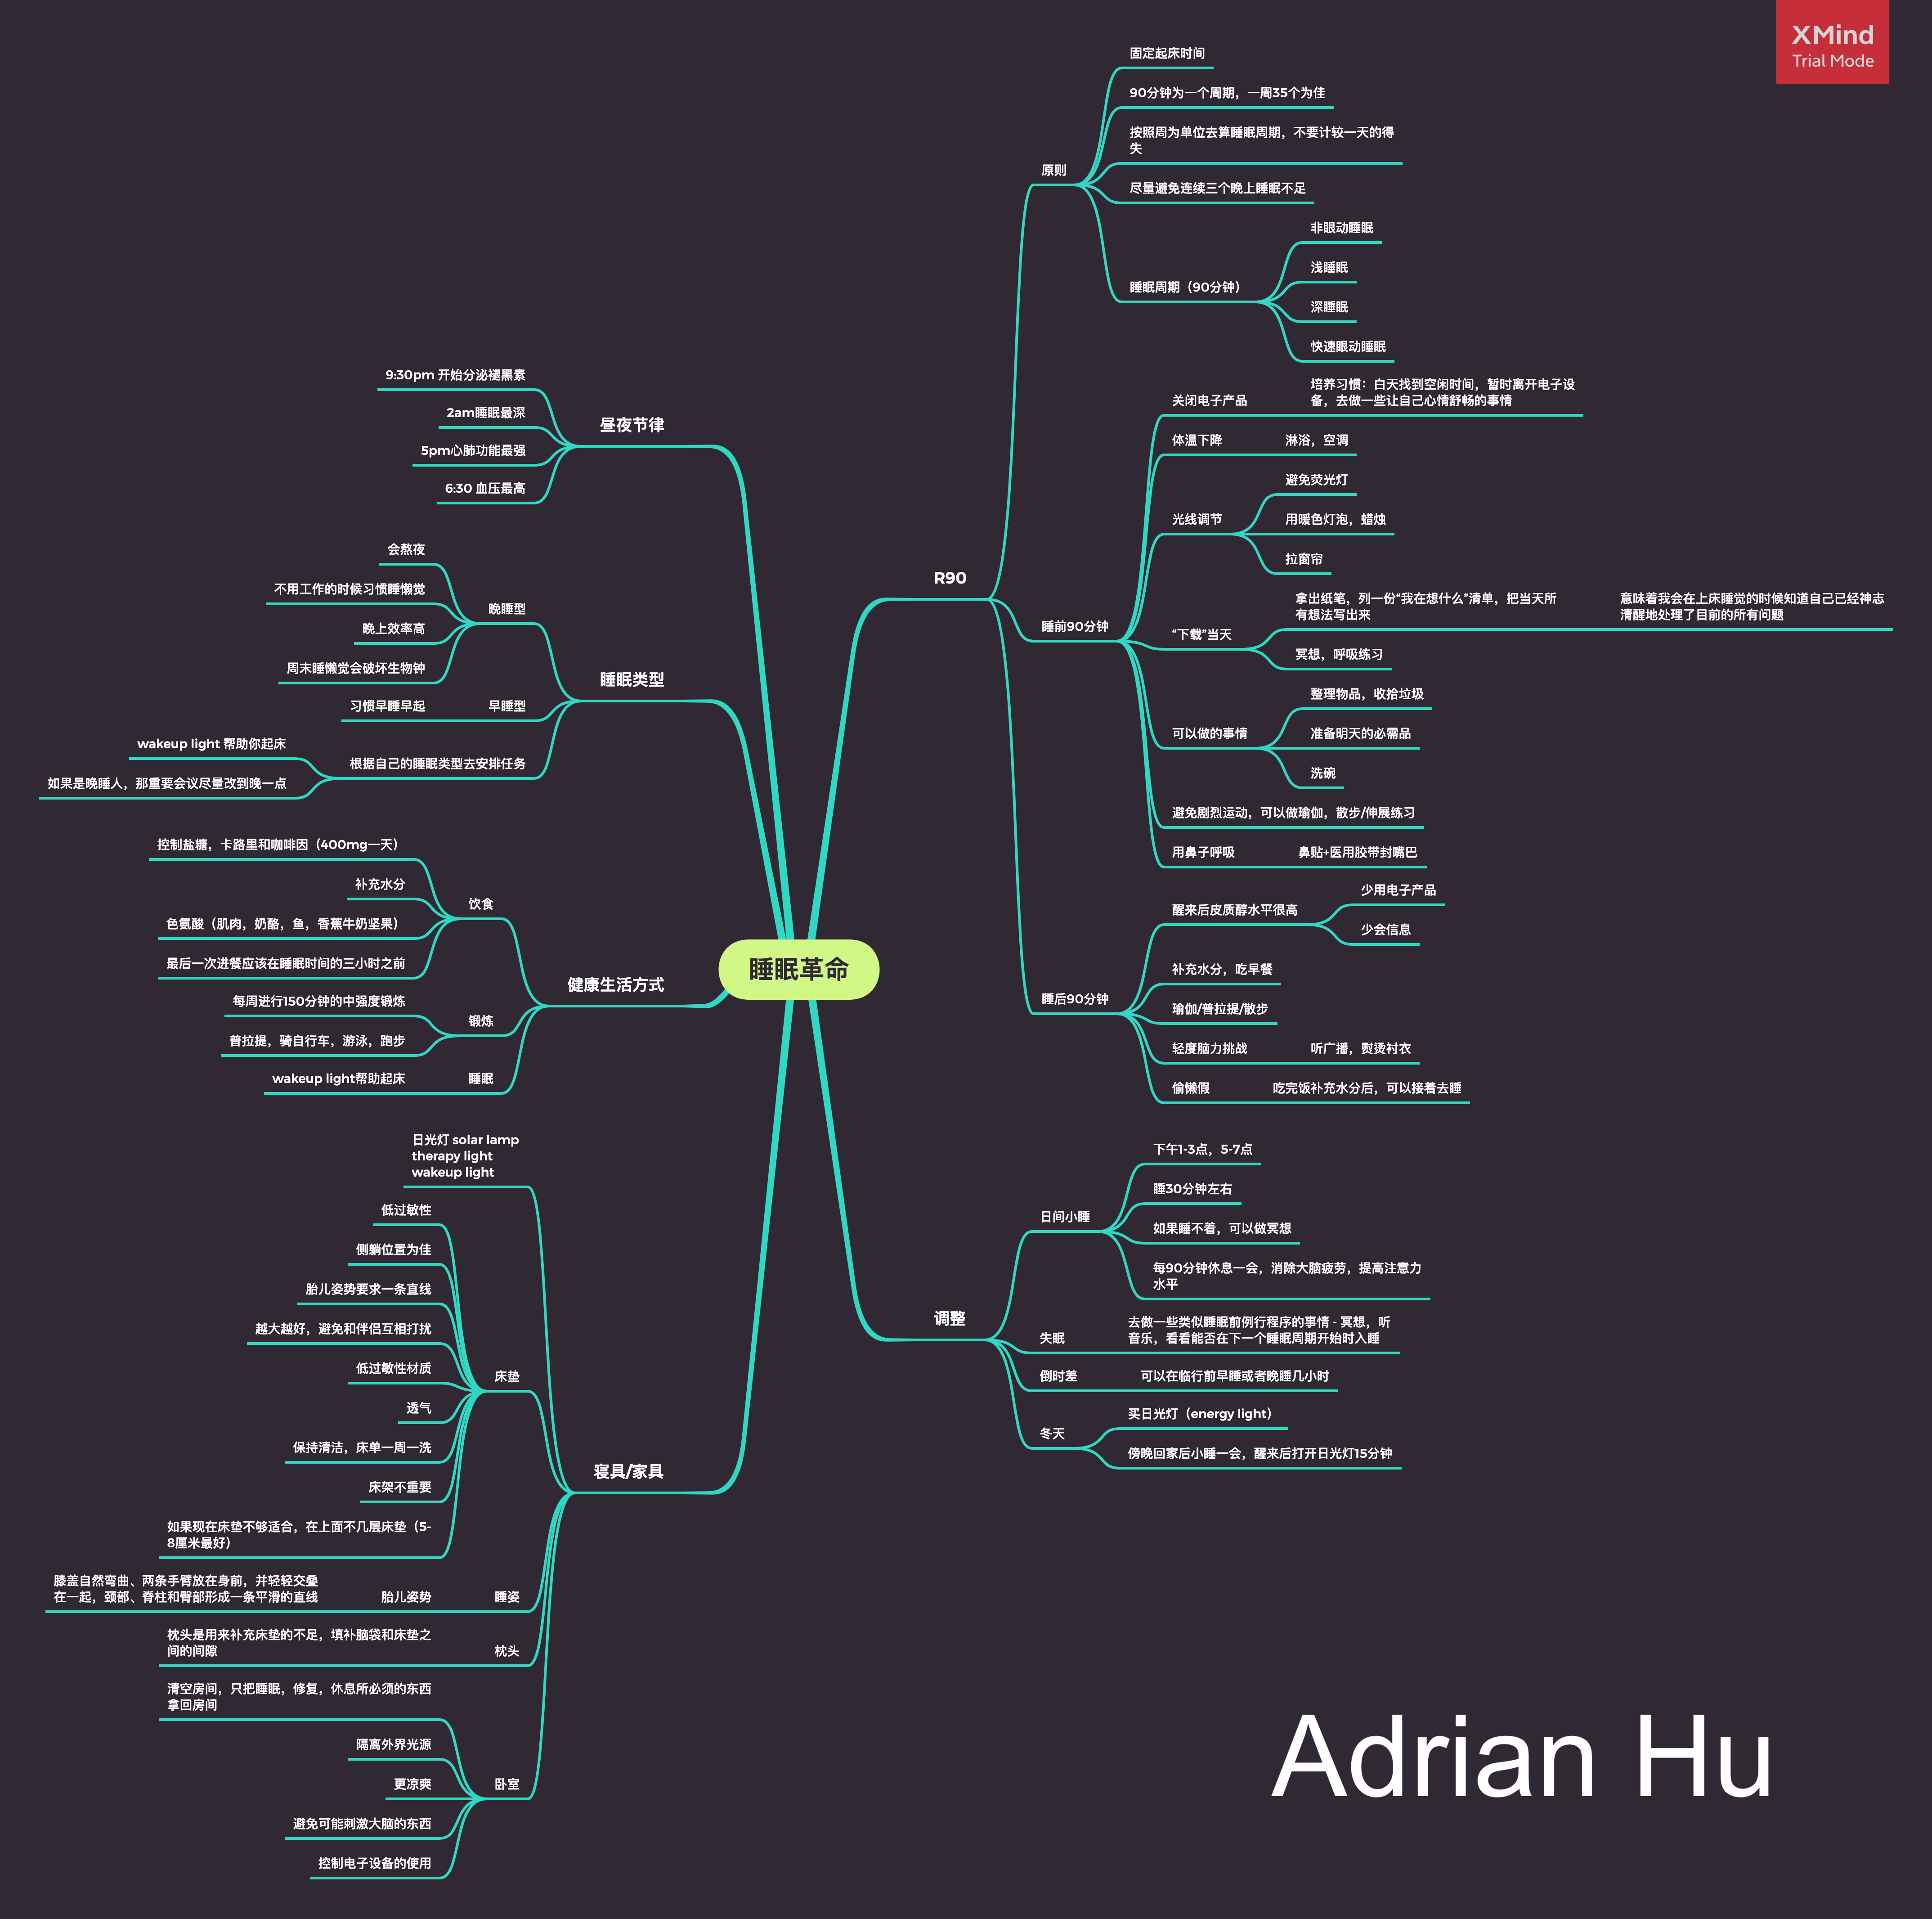 XMind
Trial Mode
睡眠革命
R90
原则
固定起床时间
90分钟为一个周期，一周35个为佳
按照周为单位去算睡眠周期，不要计较一天的得
失
尽量避免连续三个晚上睡眠不足
睡眠周期（90分钟）
非眼动睡眠
浅睡眠
深睡眠
快速眼动睡眠
睡前90分钟
关闭电子产品
培养习惯：白天找到空闲时间，暂时离开电子设
备，去做一些让自己心情舒畅的事情
体温下降
淋浴，空调
光线调节
避免荧光灯
用暖色灯泡，蜡烛
拉窗帘
“下载”当天
拿出纸笔，列一份“我在想什么”清单，把当天所
有想法写出来
意味着我会在上床睡觉的时候知道自己已经神志
清醒地处理了目前的所有问题
冥想，呼吸练习
可以做的事情
整理物品，收拾垃圾
准备明天的必需品
洗碗
避免剧烈运动，可以做瑜伽，散步/伸展练习
用鼻子呼吸
鼻贴+医用胶带封嘴巴
睡后90分钟
醒来后皮质醇水平很高
少用电子产品
少会信息
补充水分，吃早餐
瑜伽/普拉提/散步
轻度脑力挑战
听广播，熨烫衬衣
偷懒假
吃完饭补充水分后，可以接着去睡
调整
日间小睡
下午1-3点，5-7点
睡30分钟左右
如果睡不着，可以做冥想
每90分钟休息一会，消除大脑疲劳，提高注意力
水平
失眠
去做一些类似睡眠前例行程序的事情 - 冥想，听
音乐，看看能否在下一个睡眠周期开始时入睡
倒时差
可以在临行前早睡或者晚睡几小时
冬天
买日光灯（energy light）
傍晚回家后小睡一会，醒来后打开日光灯15分钟
昼夜节律
9:30pm 开始分泌褪黑素
2am睡眠最深
5pm心肺功能最强
6:30 血压最高
睡眠类型
晚睡型
会熬夜
不用工作的时候习惯睡懒觉
晚上效率高
周末睡懒觉会破坏生物钟
早睡型
习惯早睡早起
根据自己的睡眠类型去安排任务
wakeup light 帮助你起床
如果是晚睡人，那重要会议尽量改到晚一点
健康生活方式
饮食
控制盐糖，卡路里和咖啡因（400mg一天）
补充水分
色氨酸（肌肉，奶酪，鱼，香蕉牛奶坚果）
最后一次进餐应该在睡眠时间的三小时之前
锻炼
每周进行150分钟的中强度锻炼
普拉提，骑自行车，游泳，跑步
睡眠
wakeup light帮助起床
寝具/家具
日光灯 solar lamp
therapy light
wakeup light
床垫
低过敏性
侧躺位置为佳
胎儿姿势要求一条直线
越大越好，避免和伴侣互相打扰
低过敏性材质
透气
保持清洁，床单一周一洗
床架不重要
如果现在床垫不够适合，在上面不几层床垫（5-
8厘米最好）
睡姿
胎儿姿势
膝盖自然弯曲、两条手臂放在身前，并轻轻交叠
在一起，颈部、脊柱和臀部形成一条平滑的直线
枕头
枕头是用来补充床垫的不足，填补脑袋和床垫之
间的间隙
卧室
清空房间，只把睡眠，修复，休息所必须的东西
拿回房间
隔离外界光源
更凉爽
避免可能刺激大脑的东西
控制电子设备的使用
Adrian Hu